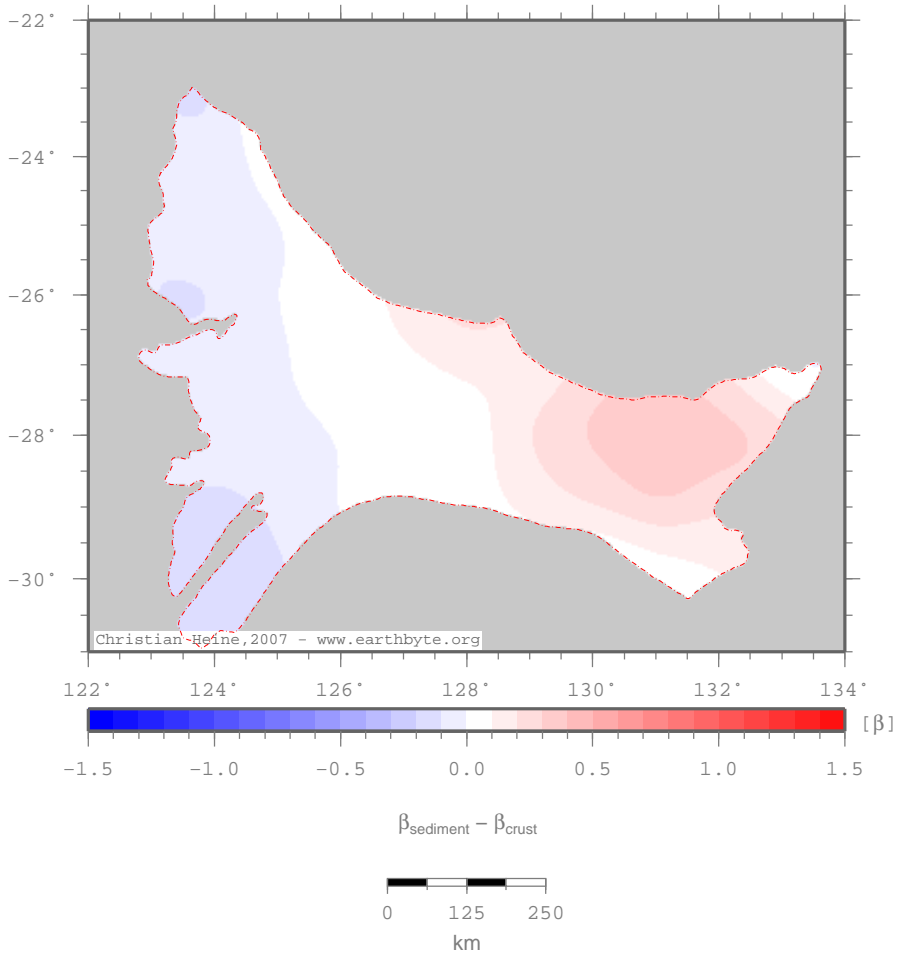 −22˚
−24˚
−26˚
−28˚
−30˚
Christian Heine,2007 − www.earthbyte.org
122˚ 124˚ 126˚ 128˚ 130˚ 132˚ 134˚
[β]
−1.5 −1.0 −0.5 0.0 0.5 1.0 1.5
βsediment − βcrust
0 125 250
km